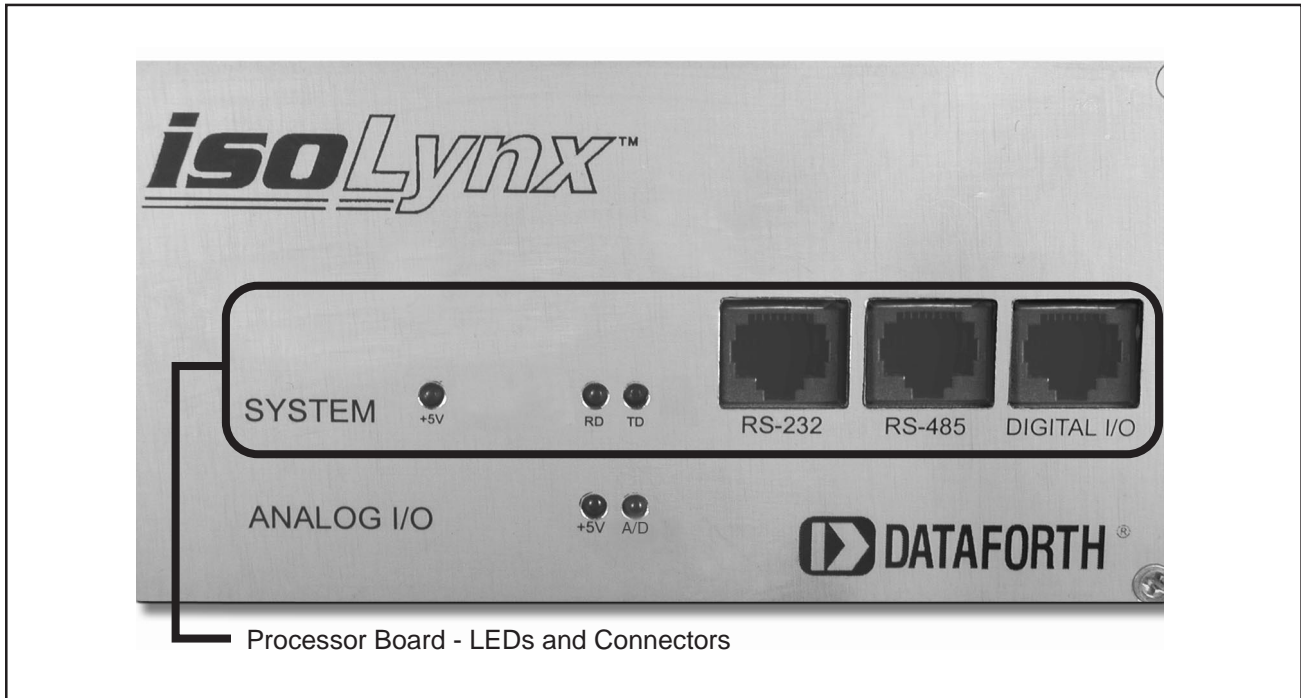 isoLynx™
SYSTEM
+5V
RD TD
RS-232 RS-485 DIGITAL I/O
ANALOG I/O
+5V A/D
DATAFORTH®
Processor Board - LEDs and Connectors